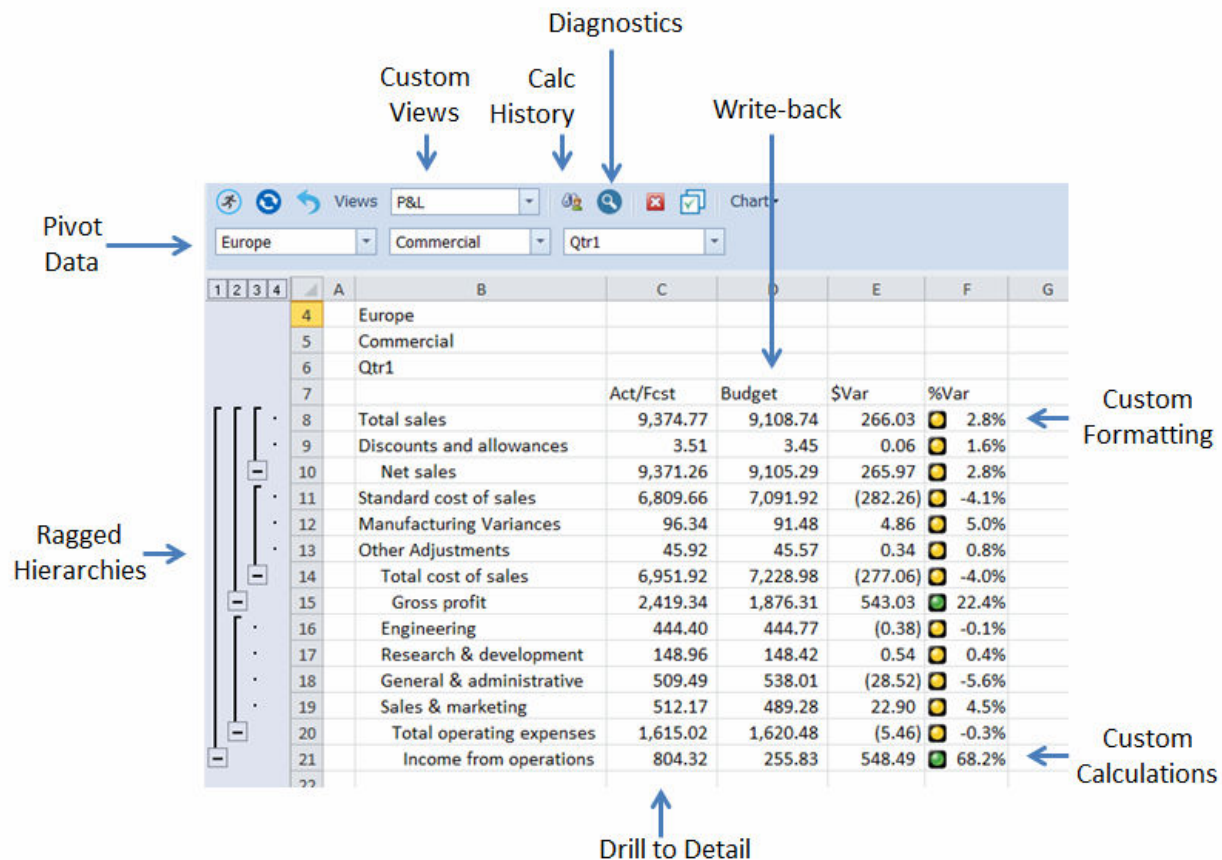 Diagnostics
Custom
Views
Calc
History
Write-back
Views P&L Chart
Pivot
Data
Europe Commercial Qtr1
1 2 3 4 A B C D E F G
4 Europe
5 Commercial
6 Qtr1
7 Act/Fcst Budget $Var %Var
8 Total sales 9,374.77 9,108.74 266.03 2.8%
Custom
Formatting
9 Discounts and allowances 3.51 3.45 0.06 1.6%
10 Net sales 9,371.26 9,105.29 265.97 2.8%
11 Standard cost of sales 6,809.66 7,091.92 (282.26) -4.1%
12 Manufacturing Variances 96.34 91.48 4.86 5.0%
Ragged
Hierarchies
13 Other Adjustments 45.92 45.57 0.34 0.8%
14 Total cost of sales 6,951.92 7,228.98 (277.06) -4.0%
15 Gross profit 2,419.34 1,876.31 543.03 22.4%
16 Engineering 444.40 444.77 (0.38) -0.1%
17 Research & development 148.96 148.42 0.54 0.4%
18 General & administrative 509.49 538.01 (28.52) -5.6%
19 Sales & marketing 512.17 489.28 22.90 4.5%
20 Total operating expenses 1,615.02 1,620.48 (5.46) -0.3%
21 Income from operations 804.32 255.83 548.49 68.2%
Custom
Calculations
22
Drill to Detail